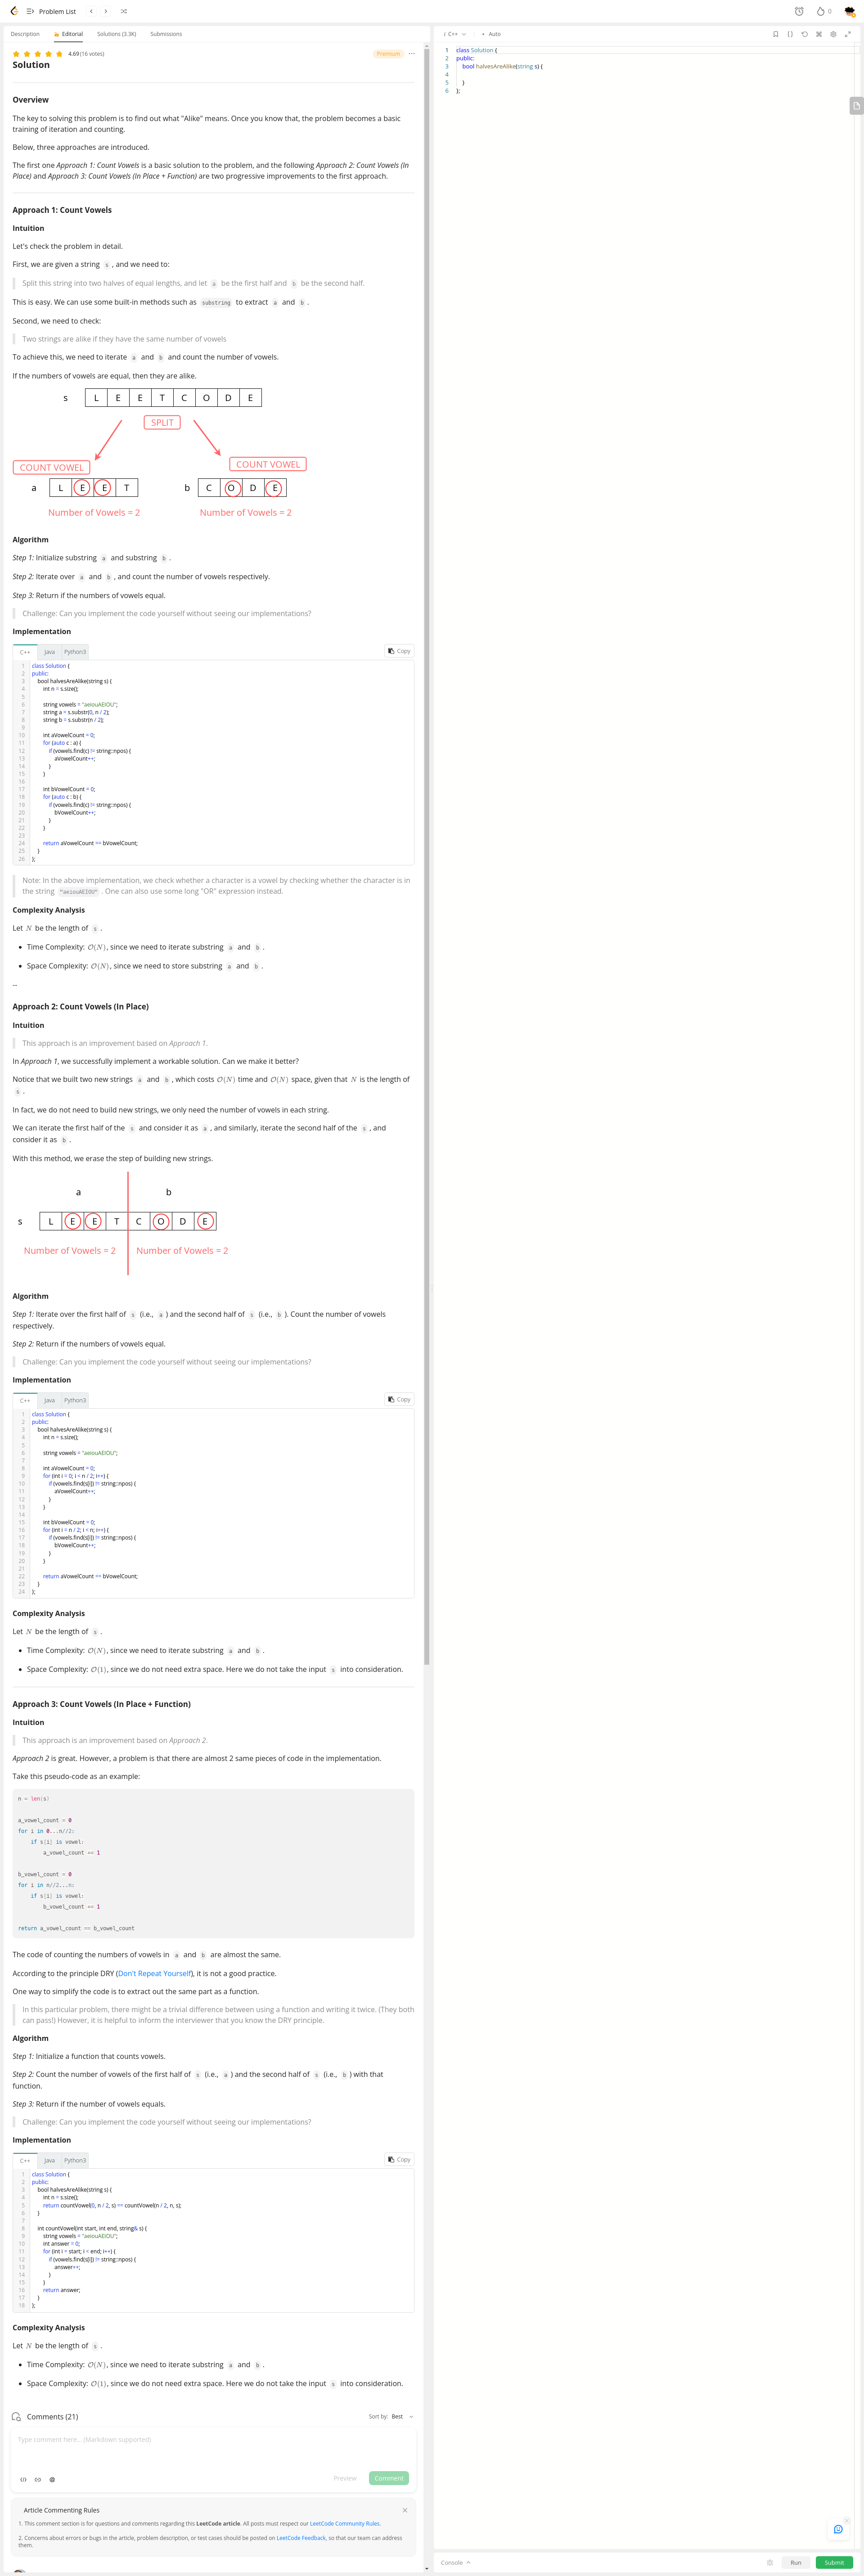 Problem List
0
Description Editorial Solutions (3.3K) Submissions
4.69 (16 votes) Premium
Solution
Overview
The key to solving this problem is to find out what "Alike" means. Once you know that, the problem becomes a basic
training of iteration and counting.
Below, three approaches are introduced.
The first one Approach 1: Count Vowels is a basic solution to the problem, and the following Approach 2: Count Vowels (In
Place) and Approach 3: Count Vowels (In Place + Function) are two progressive improvements to the first approach.
Approach 1: Count Vowels
Intuition
Let's check the problem in detail.
First, we are given a string s , and we need to:
Split this string into two halves of equal lengths, and let a be the first half and b be the second half.
This is easy. We can use some built-in methods such as substring to extract a and b .
Second, we need to check:
Two strings are alike if they have the same number of vowels
To achieve this, we need to iterate a and b and count the number of vowels.
If the numbers of vowels are equal, then they are alike.
s L E E T C O D E
SPLIT
COUNT VOWEL COUNT VOWEL
a L E E T b C O D E
Number of Vowels = 2 Number of Vowels = 2
Algorithm
Step 1: Initialize substring a and substring b .
Step 2: Iterate over a and b , and count the number of vowels respectively.
Step 3: Return if the numbers of vowels equal.
Challenge: Can you implement the code yourself without seeing our implementations?
Implementation
C++ Java Python3 Copy
1 class Solution {
2 public:
3 bool halvesAreAlike(string s) {
4 int n = s.size();
5
6 string vowels = "aeiouAEIOU";
7 string a = s.substr(0, n / 2);
8 string b = s.substr(n / 2);
9
10 int aVowelCount = 0;
11 for (auto c : a) {
12 if (vowels.find(c) != string::npos) {
13 aVowelCount++;
14 }
15 }
16
17 int bVowelCount = 0;
18 for (auto c : b) {
19 if (vowels.find(c) != string::npos) {
20 bVowelCount++;
21 }
22 }
23
24 return aVowelCount == bVowelCount;
25 }
26 };
Note: In the above implementation, we check whether a character is a vowel by checking whether the character is in
the string "aeiouAEIOU" . One can also use some long "OR" expression instead.
Complexity Analysis
Let N be the length of s .
• Time Complexity: O(N), since we need to iterate substring a and b .
• Space Complexity: O(N), since we need to store substring a and b .
—
Approach 2: Count Vowels (In Place)
Intuition
This approach is an improvement based on Approach 1.
In Approach 1, we successfully implement a workable solution. Can we make it better?
Notice that we built two new strings a and b , which costs O(N) time and O(N) space, given that N is the length of
s .
In fact, we do not need to build new strings, we only need the number of vowels in each string.
We can iterate the first half of the s and consider it as a , and similarly, iterate the second half of the s , and
consider it as b .
With this method, we erase the step of building new strings.
a b
s L E E T C O D E
Number of Vowels = 2 Number of Vowels = 2
Algorithm
Step 1: Iterate over the first half of s (i.e., a ) and the second half of s (i.e., b ). Count the number of vowels
respectively.
Step 2: Return if the numbers of vowels equal.
Challenge: Can you implement the code yourself without seeing our implementations?
Implementation
C++ Java Python3 Copy
1 class Solution {
2 public:
3 bool halvesAreAlike(string s) {
4 int n = s.size();
5
6 string vowels = "aeiouAEIOU";
7
8 int aVowelCount = 0;
9 for (int i = 0; i < n / 2; i++) {
10 if (vowels.find(s[i]) != string::npos) {
11 aVowelCount++;
12 }
13 }
14
15 int bVowelCount = 0;
16 for (int i = n / 2; i < n; i++) {
17 if (vowels.find(s[i]) != string::npos) {
18 bVowelCount++;
19 }
20 }
21
22 return aVowelCount == bVowelCount;
23 }
24 };
Complexity Analysis
Let N be the length of s .
• Time Complexity: O(N), since we need to iterate substring a and b .
• Space Complexity: O(1), since we do not need extra space. Here we do not take the input s into consideration.
Approach 3: Count Vowels (In Place + Function)
Intuition
This approach is an improvement based on Approach 2.
Approach 2 is great. However, a problem is that there are almost 2 same pieces of code in the implementation.
Take this pseudo-code as an example:
n = len(s)
a_vowel_count = 0
for i in 0...n//2:
if s[i] is vowel:
a_vowel_count += 1
b_vowel_count = 0
for i in n//2...n:
if s[i] is vowel:
b_vowel_count += 1
return a_vowel_count == b_vowel_count
The code of counting the numbers of vowels in a and b are almost the same.
According to the principle DRY (Don't Repeat Yourself), it is not a good practice.
One way to simplify the code is to extract out the same part as a function.
In this particular problem, there might be a trivial difference between using a function and writing it twice. (They both
can pass!) However, it is helpful to inform the interviewer that you know the DRY principle.
Algorithm
Step 1: Initialize a function that counts vowels.
Step 2: Count the number of vowels of the first half of s (i.e., a ) and the second half of s (i.e., b ) with that
function.
Step 3: Return if the number of vowels equals.
Challenge: Can you implement the code yourself without seeing our implementations?
Implementation
C++ Java Python3 Copy
1 class Solution {
2 public:
3 bool halvesAreAlike(string s) {
4 int n = s.size();
5 return countVowel(0, n / 2, s) == countVowel(n / 2, n, s);
6 }
7
8 int countVowel(int start, int end, string& s) {
9 string vowels = "aeiouAEIOU";
10 int answer = 0;
11 for (int i = start; i < end; i++) {
12 if (vowels.find(s[i]) != string::npos) {
13 answer++;
14 }
15 }
16 return answer;
17 }
18 };
Complexity Analysis
Let N be the length of s .
• Time Complexity: O(N), since we need to iterate substring a and b .
• Space Complexity: O(1), since we do not need extra space. Here we do not take the input s into consideration.
Comments (21) Sort by: Best
Type comment here... (Markdown supported)
Preview Comment
Article Commenting Rules
1. This comment section is for questions and comments regarding this LeetCode article. All posts must respect our LeetCode Community Rules.
2. Concerns about errors or bugs in the article, problem description, or test cases should be posted on LeetCode Feedback, so that our team can address
them.
i C++ Auto
1 class Solution {
2 public:
3 bool halvesAreAlike(string s) {
4
5 }
6 };
Console Run Submit